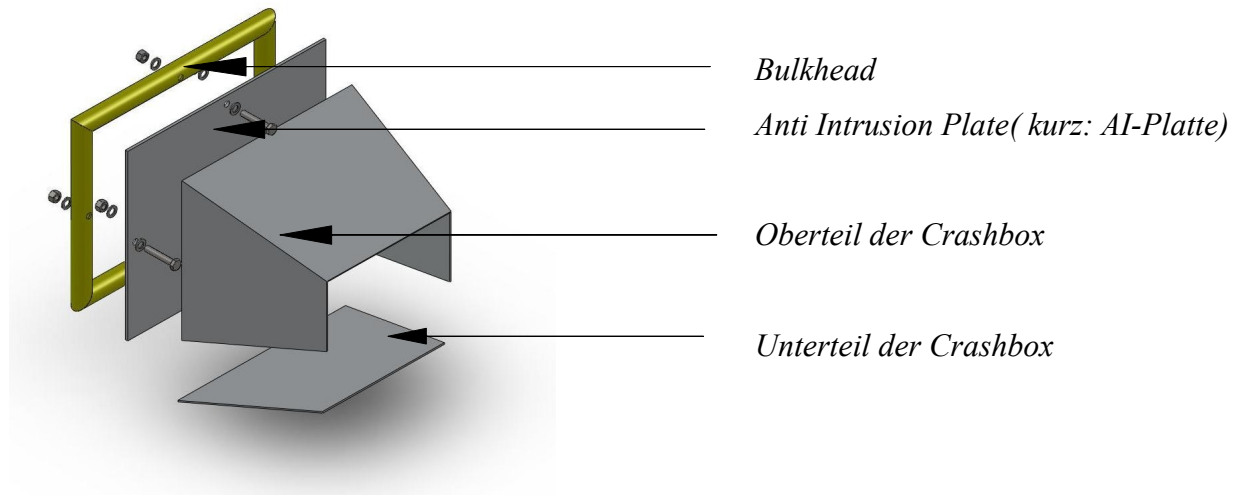 Bulkhead
Anti Intrusion Plate( kurz: AI-Platte)
Oberteil der Crashbox
Unterteil der Crashbox